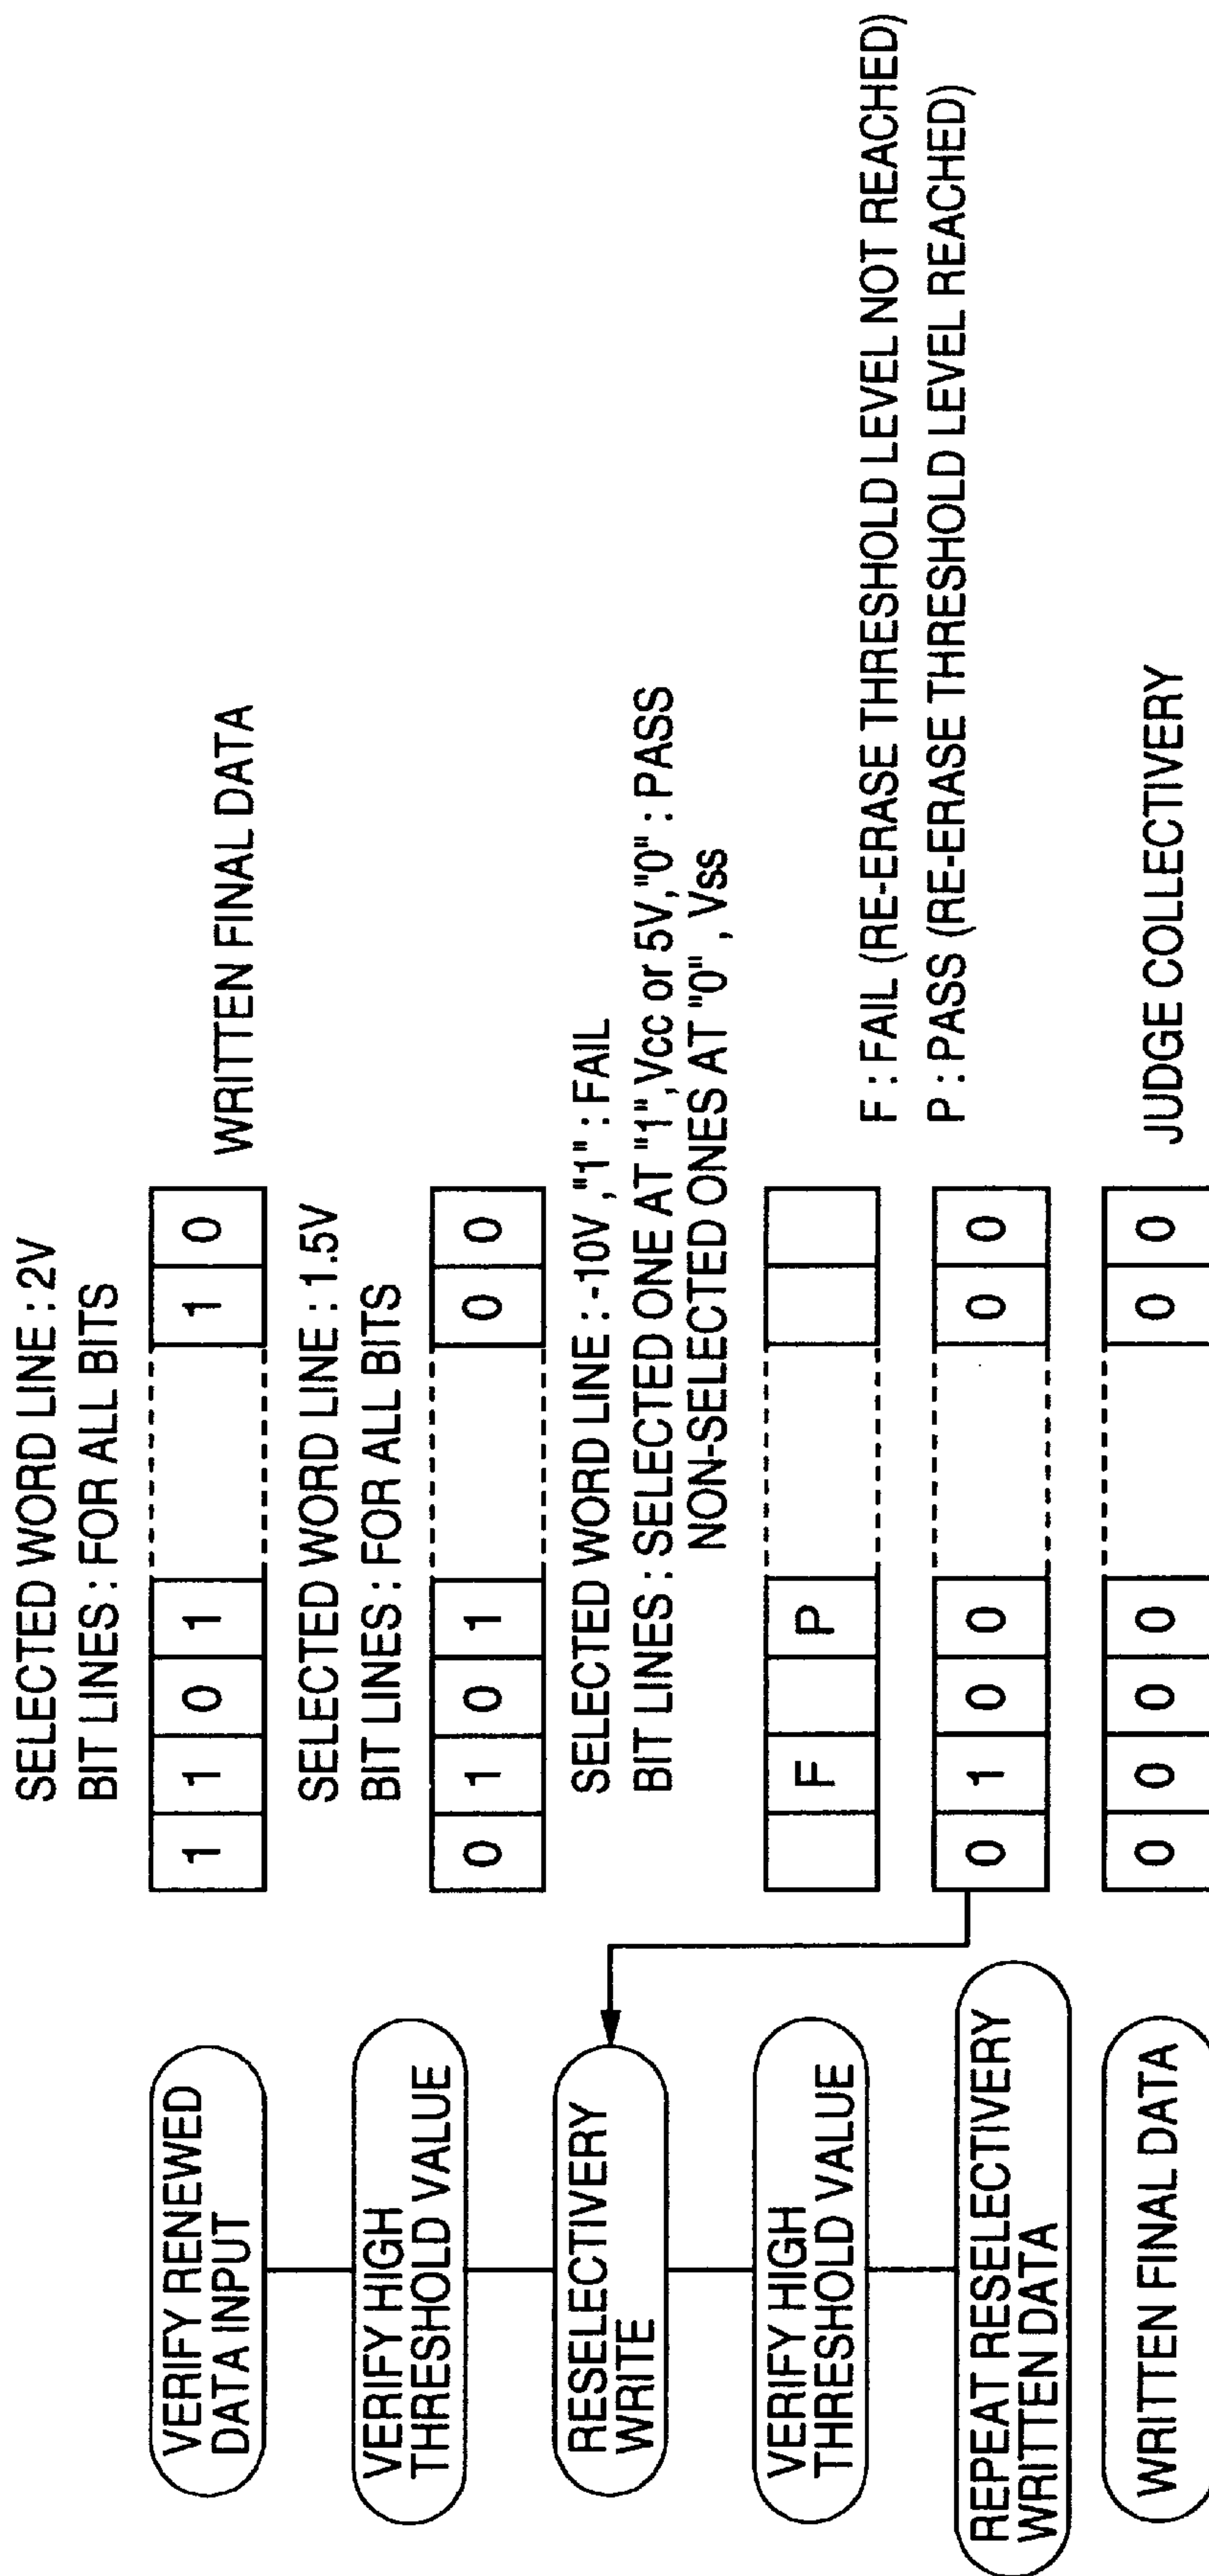 SELECTED WORD LINE : 2V
BIT LINES : FOR ALL BITS
VERIFY RENEWED
DATA INPUT
1 1 0 1 1 0
WRITTEN FINAL DATA
SELECTED WORD LINE : 1.5V
BIT LINES : FOR ALL BITS
VERIFY HIGH
THRESHOLD VALUE
0 1 0 1 0 0
SELECTED WORD LINE : -10V ,"1" : FAIL
BIT LINES : SELECTED ONE AT "1",Vcc or 5V,"0" : PASS
NON-SELECTED ONES AT "0" , Vss
RESELECTIVERY
WRITE
VERIFY HIGH
THRESHOLD VALUE
F P
F : FAIL (RE-ERASE THRESHOLD LEVEL NOT REACHED)
P : PASS (RE-ERASE THRESHOLD LEVEL REACHED)
REPEAT RESELECTIVERY
WRITTEN DATA
0 1 0 0 0 0
WRITTEN FINAL DATA
0 0 0 0 0 0
JUDGE COLLECTIVERY